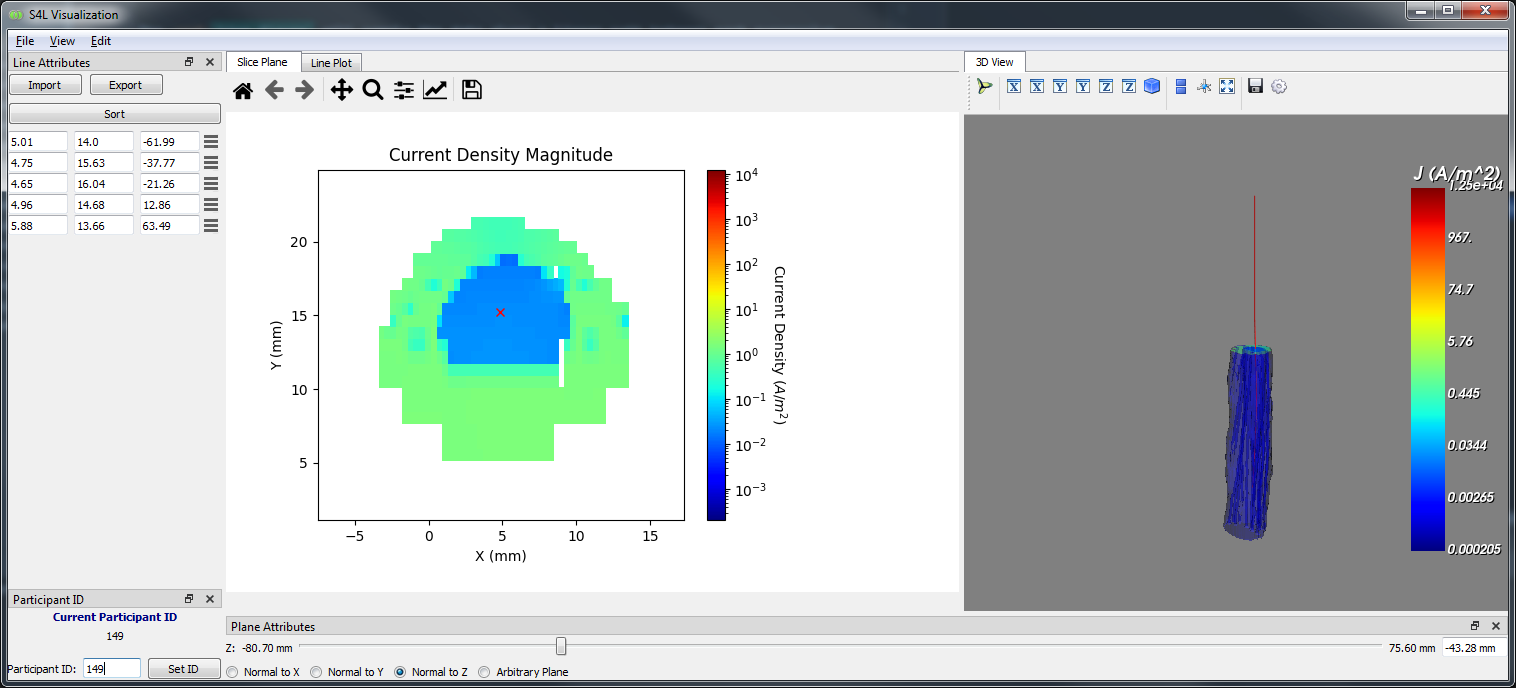 S4L Visualization
File View Edit
Line Attributes
Import Export
Sort
5.01 14.0 -61.99
4.75 15.63 -37.77
4.65 16.04 -21.26
4.96 14.68 12.86
5.88 13.66 63.49
Participant ID
Current Participant ID
149
Participant ID: 149 Set ID
Slice Plane Line Plot
Current Density Magnitude
20
15
10
5
Y (mm)
−5 0 5 10 15
X (mm)
10^4
10^3
10^2
10^1
10^0
10^−1
10^−2
10^−3
Current Density (A/m^2)
3D View
X X Y Y Z Z
J (A/m^2)
1.25e+04
967.
74.7
5.76
0.445
0.0344
0.00265
0.000205
Plane Attributes
Z: -80.70 mm 75.60 mm -43.28 mm
Normal to X Normal to Y Normal to Z Arbitrary Plane